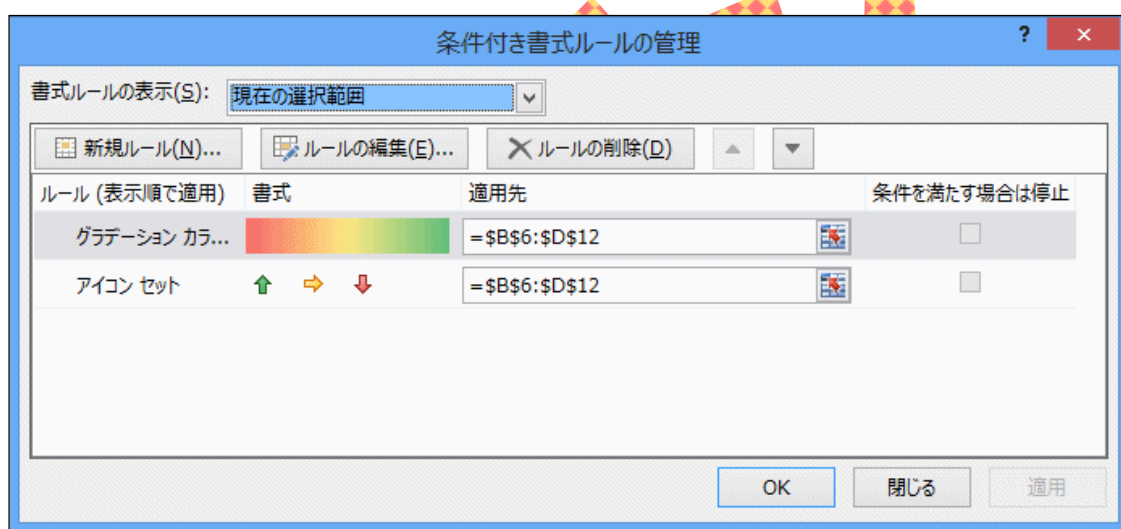 条件付き書式ルールの管理
?
書式ルールの表示(S): 現在の選択範囲
新規ルール(N)... ルールの編集(E)... ルールの削除(D)
ルール (表示順で適用) 書式 適用先 条件を満たす場合は停止
グラデーション カラ... =$B$6:$D$12
アイコン セット =$B$6:$D$12
OK 閉じる 適用